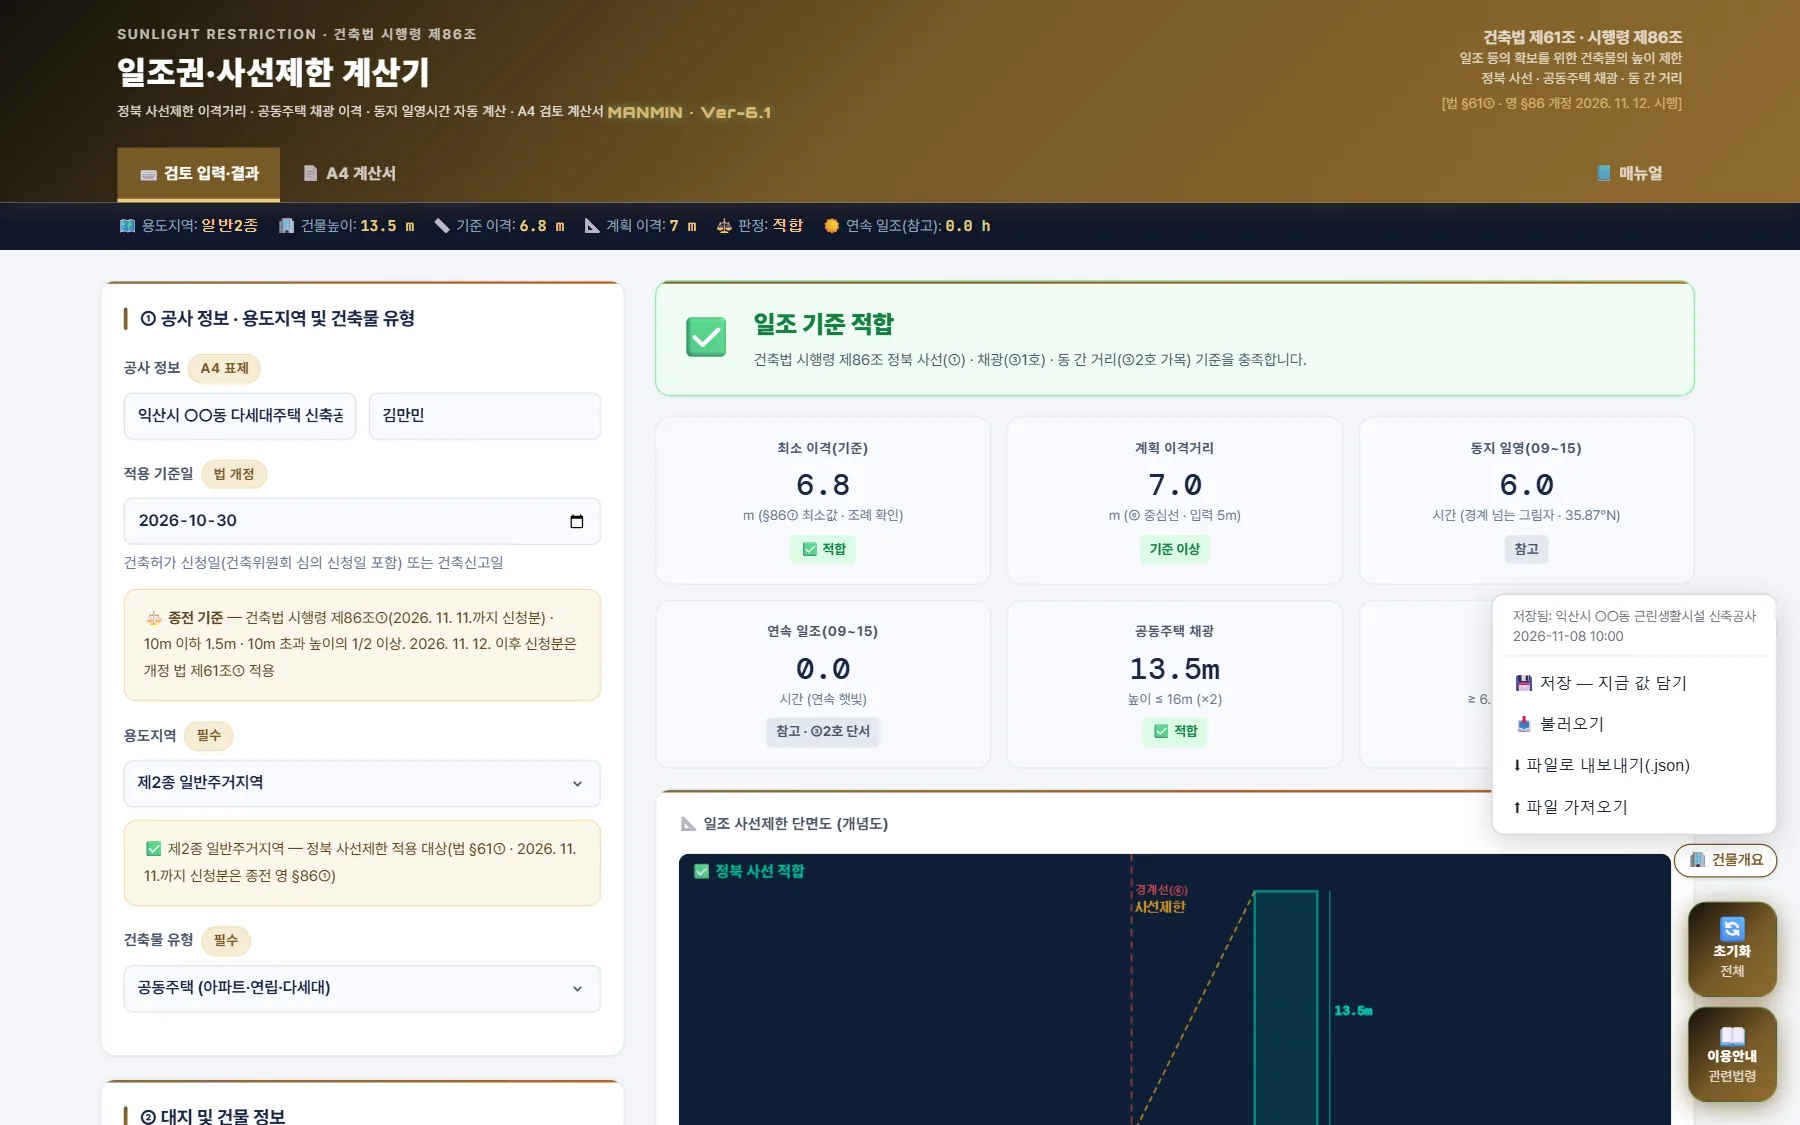 SUNLIGHT RESTRICTION · 건축법 시행령 제86조
일조권·사선제한 계산기
정북 사선제한 이격거리 · 공동주택 채광 이격 · 동지 일영시간 자동 계산 · A4 검토 계산서 MANMIN · Ver-6.1
건축법 제61조 · 시행령 제86조
일조 등의 확보를 위한 건축물의 높이 제한
정북 사선 · 공동주택 채광 · 동 간 거리
[법 §61① · 영 §86 개정 2026. 11. 12. 시행]
검토 입력·결과
A4 계산서
매뉴얼
용도지역: 일반2종 건물높이: 13.5 m 기준 이격: 6.8 m 계획 이격: 7 m 판정: 적합 연속 일조(참고): 0.0 h
① 공사 정보 · 용도지역 및 건축물 유형
공사 정보 A4 표제
익산시 ○○동 다세대주택 신축공
김만민
적용 기준일 법 개정
2026-10-30
건축허가 신청일(건축위원회 심의 신청일 포함) 또는 건축신고일
종전 기준 — 건축법 시행령 제86조①(2026. 11. 11.까지 신청분) ·
10m 이하 1.5m · 10m 초과 높이의 1/2 이상. 2026. 11. 12. 이후 신청분은
개정 법 제61조① 적용
용도지역 필수
제2종 일반주거지역
제2종 일반주거지역 — 정북 사선제한 적용 대상(법 §61① · 2026. 11.
11.까지 신청분은 종전 영 §86①)
건축물 유형 필수
공동주택 (아파트·연립·다세대)
② 대지 및 건물 정보
일조 기준 적합
건축법 시행령 제86조 정북 사선(①) · 채광(③1호) · 동 간 거리(③2호 가목) 기준을 충족합니다.
최소 이격(기준)
6.8
m (§86① 최소값 · 조례 확인)
적합
계획 이격거리
7.0
m (⑥ 중심선 · 입력 5m)
기준 이상
동지 일영(09~15)
6.0
시간 (경계 넘는 그림자 · 35.87°N)
참고
연속 일조(09~15)
0.0
시간 (연속 햇빛)
참고 · ③2호 단서
공동주택 채광
13.5m
높이 ≤ 16m (×2)
적합
≥ 6.
저장됨: 익산시 ○○동 근린생활시설 신축공사
2026-11-08 10:00
저장 — 지금 값 담기
불러오기
⬇ 파일로 내보내기(.json)
⬆ 파일 가져오기
건물개요
초기화
전체
이용안내
관련법령
일조 사선제한 단면도 (개념도)
정북 사선 적합
경계선(⑥)
사선제한
13.5m